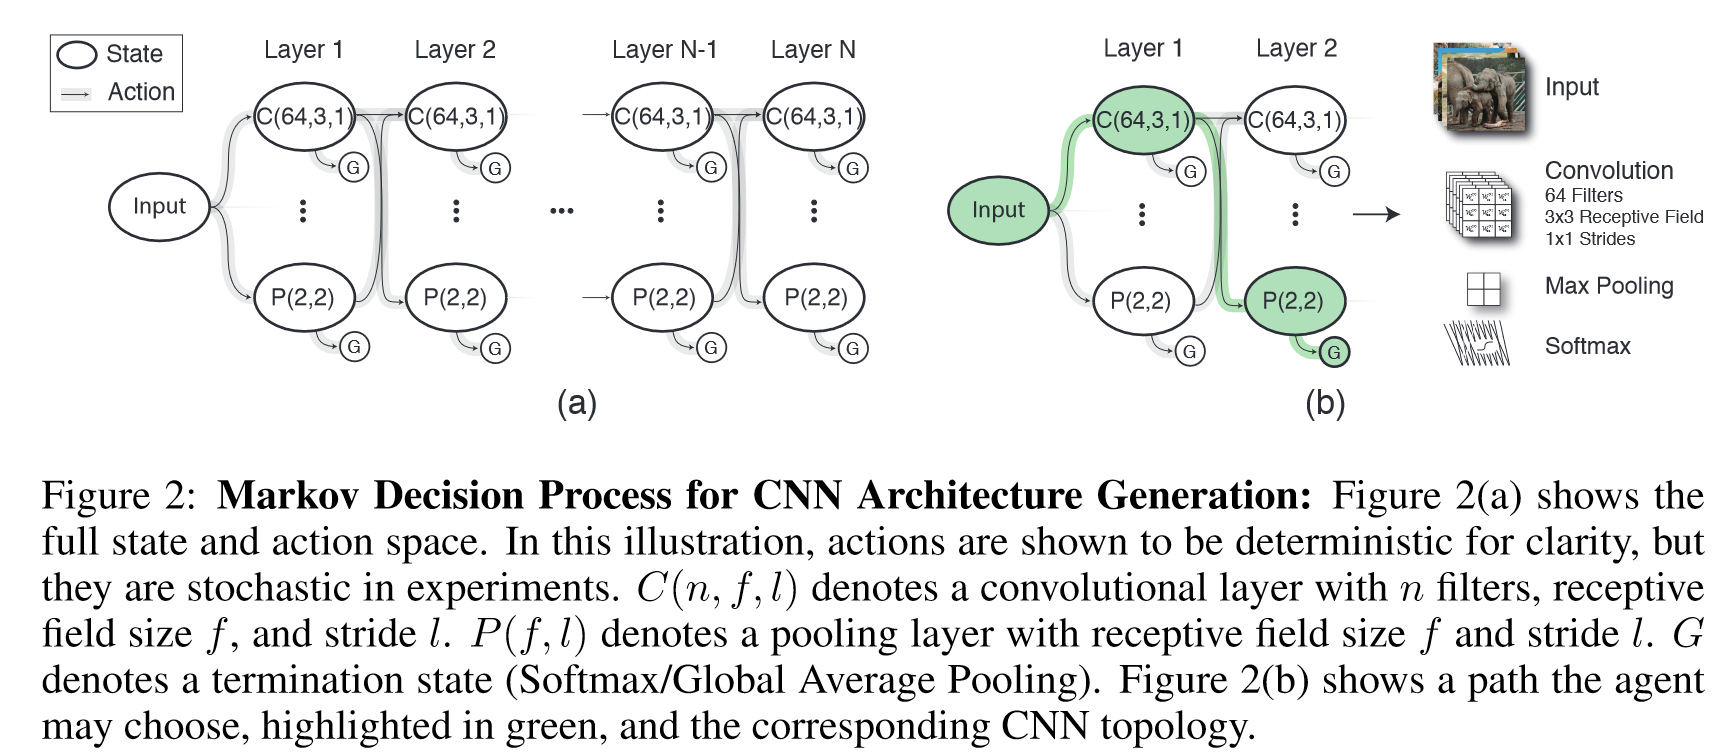 State
Action
Layer 1
Layer 2
Layer N-1
Layer N
C(64,3,1)
C(64,3,1)
C(64,3,1)
C(64,3,1)
G
G
G
G
Input
P(2,2)
P(2,2)
P(2,2)
P(2,2)
G
G
G
G
(a)
Layer 1
Layer 2
C(64,3,1)
C(64,3,1)
G
G
Input
P(2,2)
P(2,2)
G
G
(b)
Input
Convolution
64 Filters
3x3 Receptive Field
1x1 Strides
Max Pooling
Softmax
Figure 2: Markov Decision Process for CNN Architecture Generation: Figure 2(a) shows the
full state and action space. In this illustration, actions are shown to be deterministic for clarity, but
they are stochastic in experiments. C(n, f, l) denotes a convolutional layer with n filters, receptive
field size f, and stride l. P(f, l) denotes a pooling layer with receptive field size f and stride l. G
denotes a termination state (Softmax/Global Average Pooling). Figure 2(b) shows a path the agent
may choose, highlighted in green, and the corresponding CNN topology.